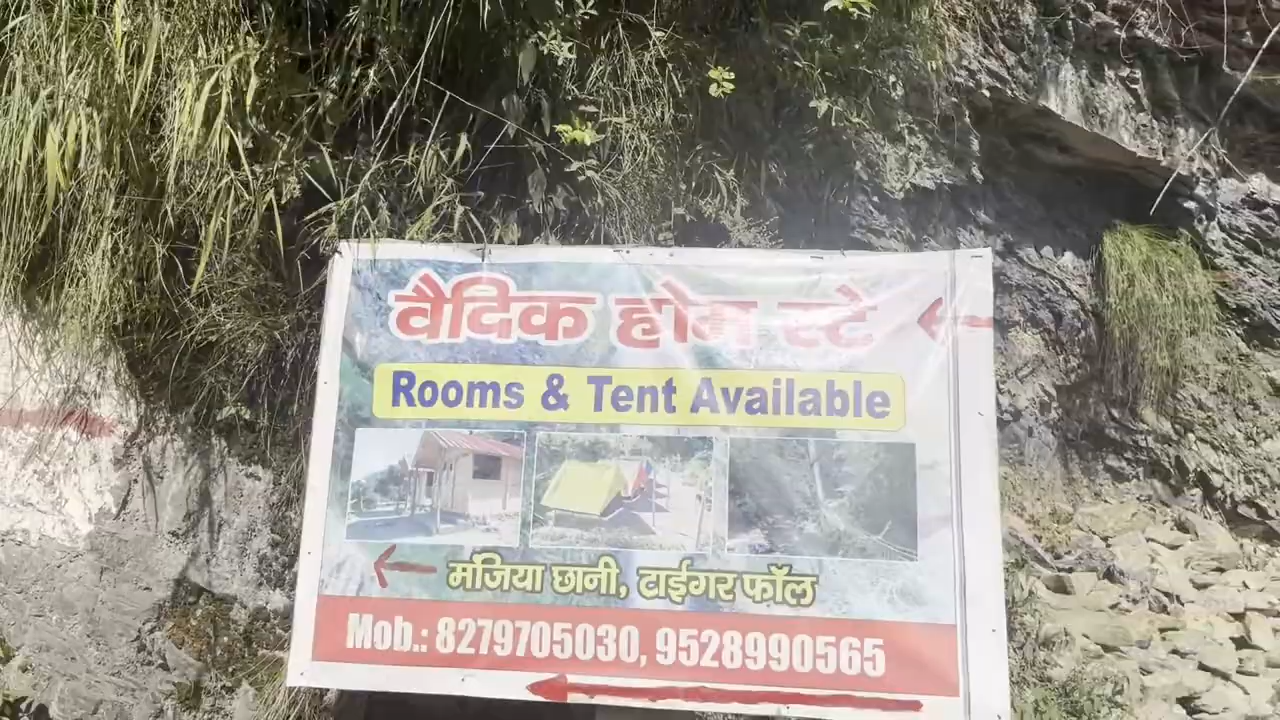 वैदिक होम स्टे
Rooms & Tent Available
मंजिया छानी, टाईगर फॉल
Mob.: 8279705030, 9528990565